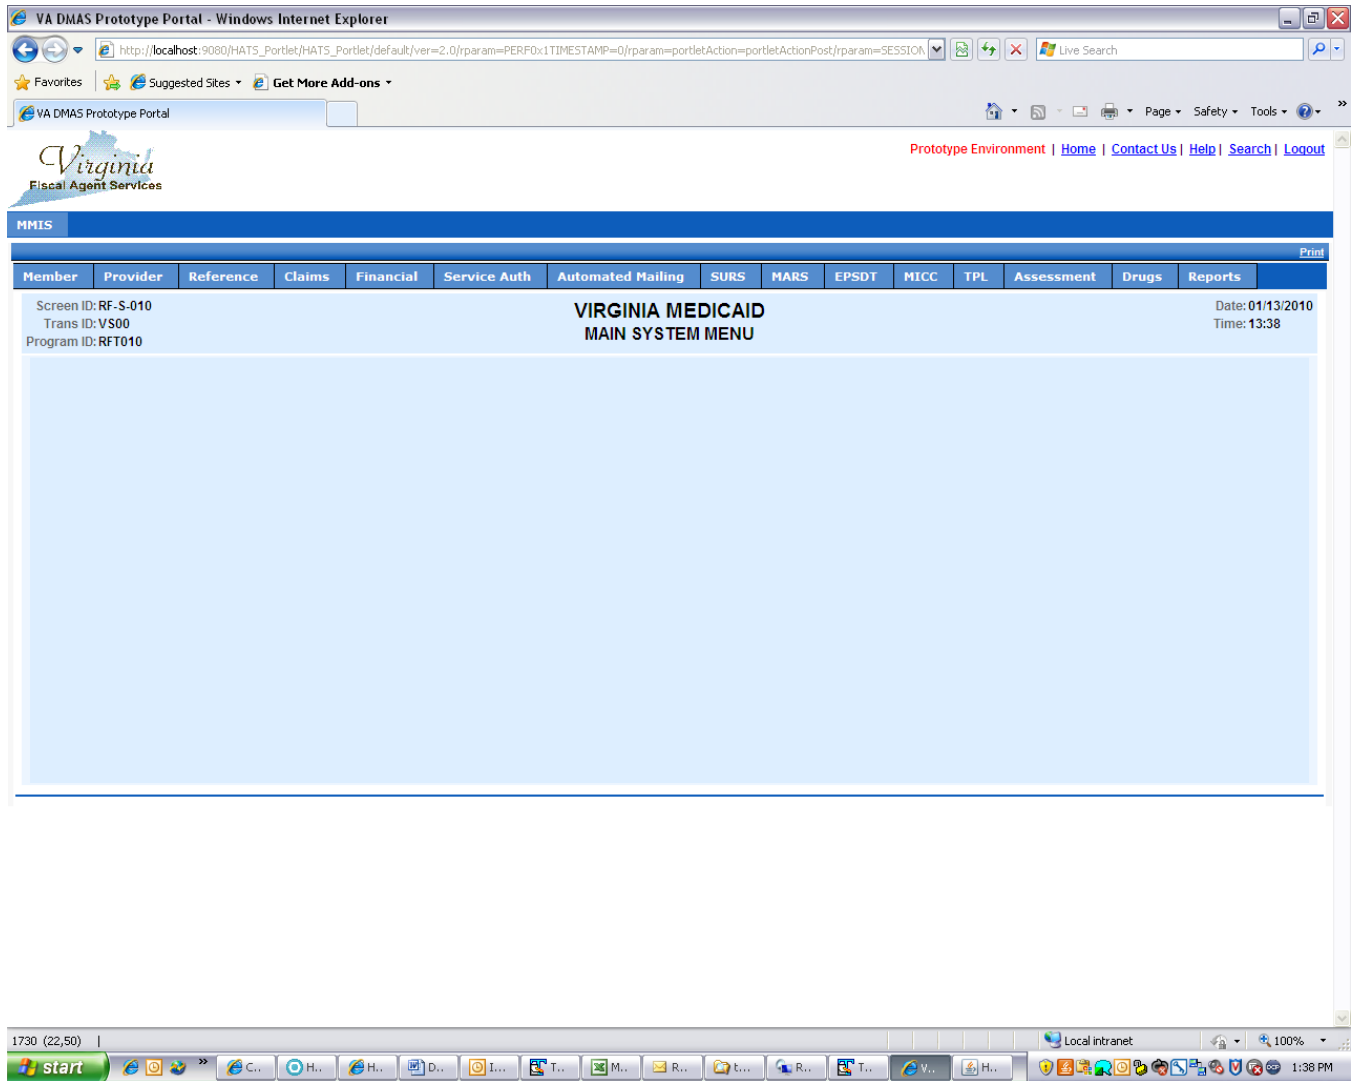 VA DMAS Prototype Portal - Windows Internet Explorer
http://localhost:9080/HATS_Portlet/HATS_Portlet/default/ver=2.0/rparam=PERF0x1TIMESTAMP=0/rparam=portletAction=portletActionPost/rparam=SESSION
Live Search
Favorites Suggested Sites Get More Add-ons
VA DMAS Prototype Portal
Page Safety Tools »
Virginia
Fiscal Agent Services
Prototype Environment | Home | Contact Us | Help | Search | Logout
MMIS
Print
Member Provider Reference Claims Financial Service Auth Automated Mailing SURS MARS EPSDT MICC TPL Assessment Drugs Reports
Screen ID: RF-S-010
Trans ID: VS00
Program ID: RFT010
VIRGINIA MEDICAID
MAIN SYSTEM MENU
Date: 01/13/2010
Time: 13:38
1730 (22,50) |
Local intranet
100%
start » C.. H.. H.. D.. I... T.. M.. R.. t... R.. T.. V.. H.. 1:38 PM